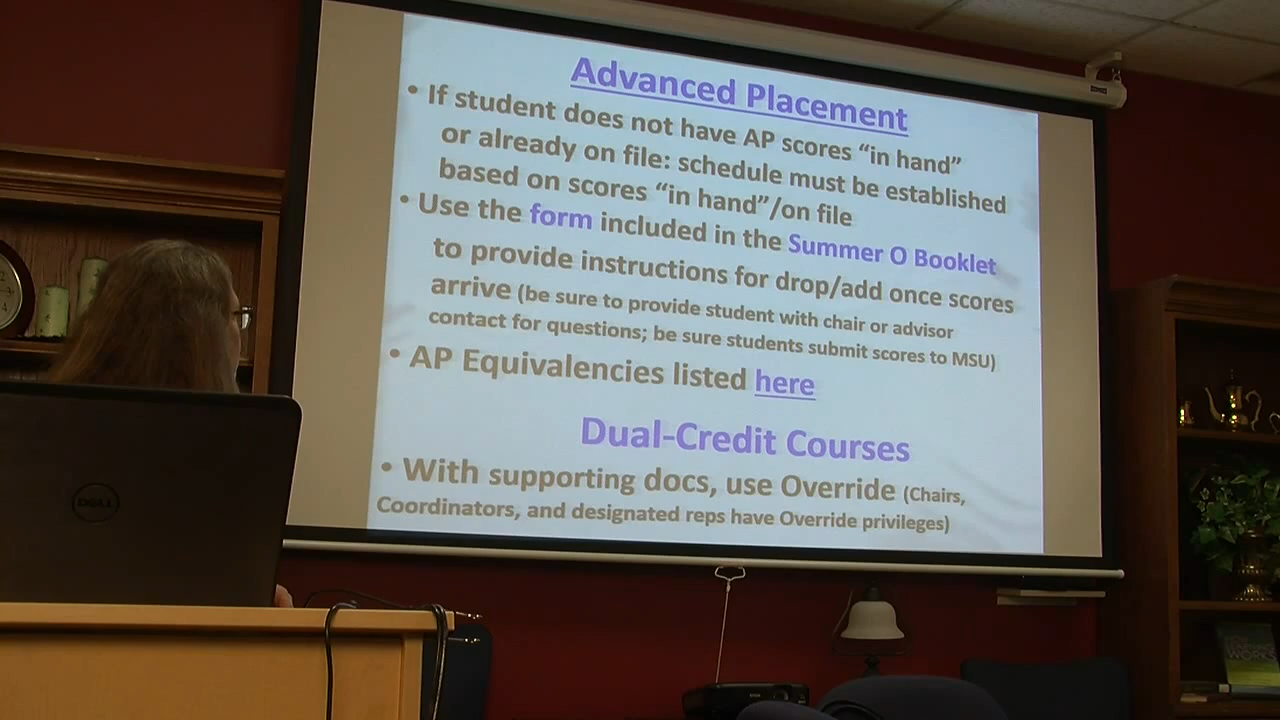 Advanced Placement
• If student does not have AP scores “in hand”
or already on file: schedule must be established
based on scores “in hand”/on file
• Use the form included in the Summer O Booklet
to provide instructions for drop/add once scores
arrive (be sure to provide student with chair or advisor
contact for questions; be sure students submit scores to MSU)
• AP Equivalencies listed here
Dual-Credit Courses
• With supporting docs, use Override (Chairs,
Coordinators, and designated reps have Override privileges)
DELL